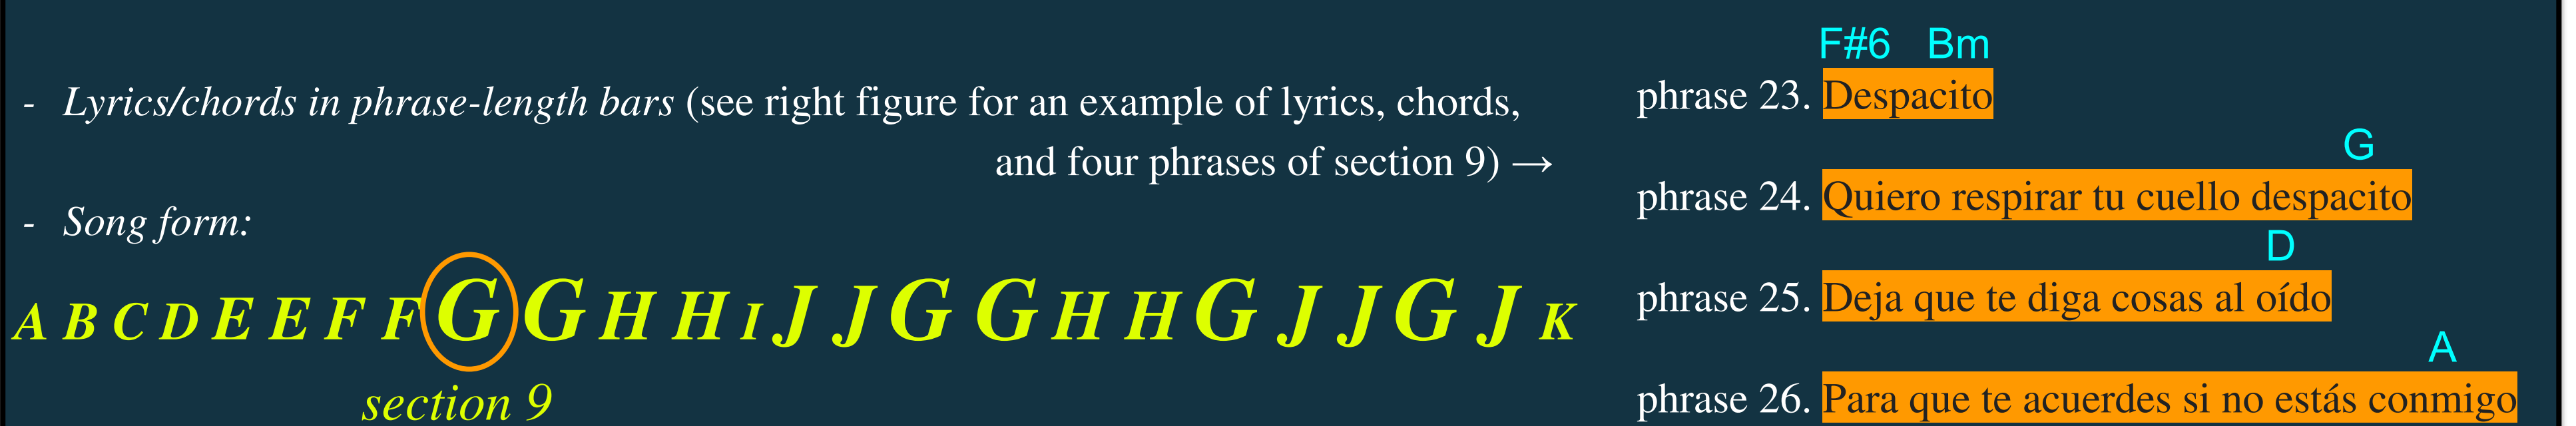 - Lyrics/chords in phrase-length bars (see right figure for an example of lyrics, chords,
and four phrases of section 9) →
- Song form:
A B C D E E F F G G H H I J J G G H H G J J G J K
section 9
F#6 Bm
phrase 23. Despacito
G
phrase 24. Quiero respirar tu cuello despacito
D
phrase 25. Deja que te diga cosas al oído
A
phrase 26. Para que te acuerdes si no estás conmigo